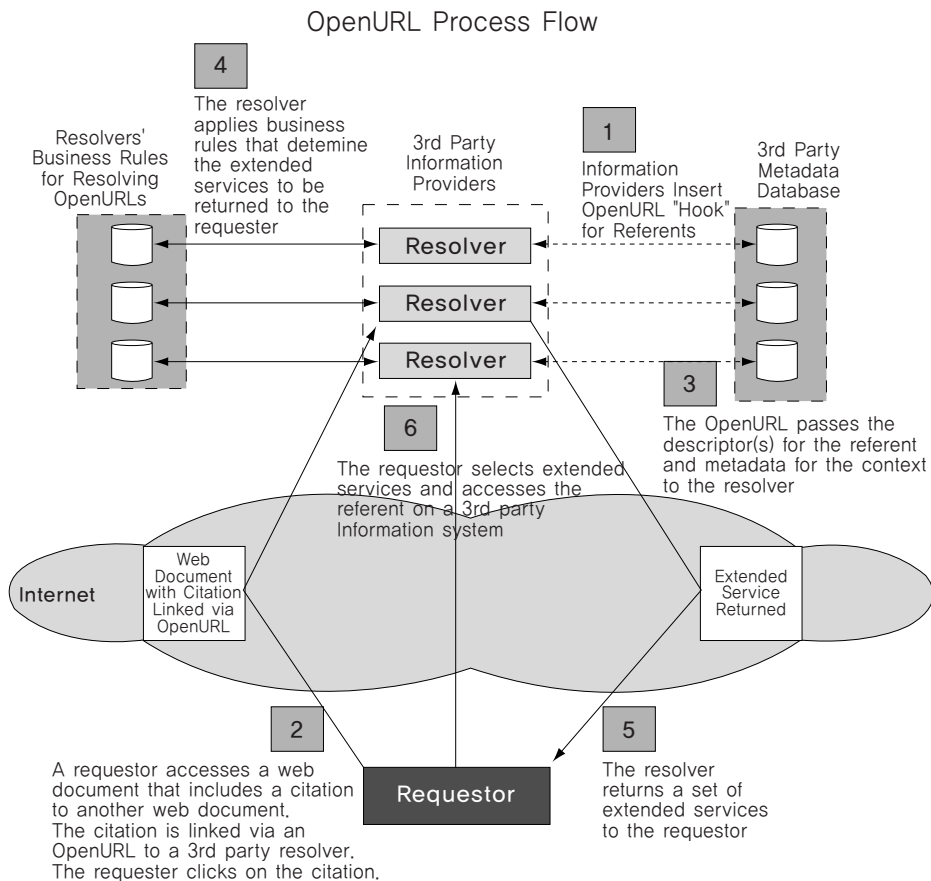 OpenURL Process Flow
4
The resolver
applies business
rules that detemine
the extended
services to be
returned to the
requester
Resolvers'
Business Rules
for Resolving
OpenURLs
3rd Party
Information
Providers
1
Information
Providers Insert
OpenURL "Hook"
for Referents
3rd Party
Metadata
Database
Resolver
Resolver
Resolver
3
The OpenURL passes the
descriptor(s) for the referent
and metadata for the context
to the resolver
6
The requestor selects extended
services and accesses the
referent on a 3rd party
Information system
Internet
Web
Document
with Citation
Linked via
OpenURL
Extended
Service
Returned
2
A requestor accesses a web
document that includes a citation
to another web document.
The citation is linked via an
OpenURL to a 3rd party resolver.
The requester clicks on the citation.
Requestor
5
The resolver
returns a set of
extended services
to the requestor